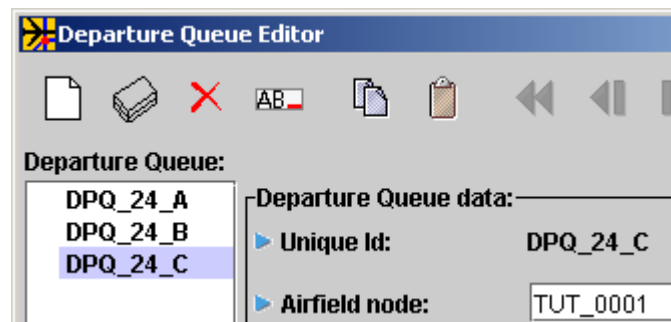 Departure Queue Editor
AB
Departure Queue:
DPQ_24_A
DPQ_24_B
DPQ_24_C
Departure Queue data:
Unique Id: DPQ_24_C
Airfield node: TUT_0001